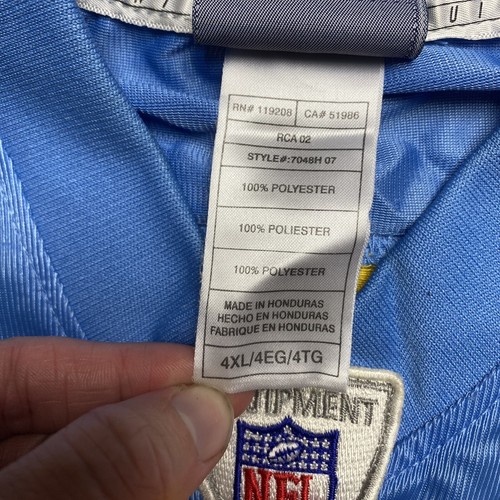 RN# 119208 CA# 51986
RCA 02
STYLE#:7048H 07
100% POLYESTER
100% POLIESTER
100% POLYESTER
MADE IN HONDURAS
HECHO EN HONDURAS
FABRIQUE EN HONDURAS
4XL/4EG/4TG
UIPMENT
NFL